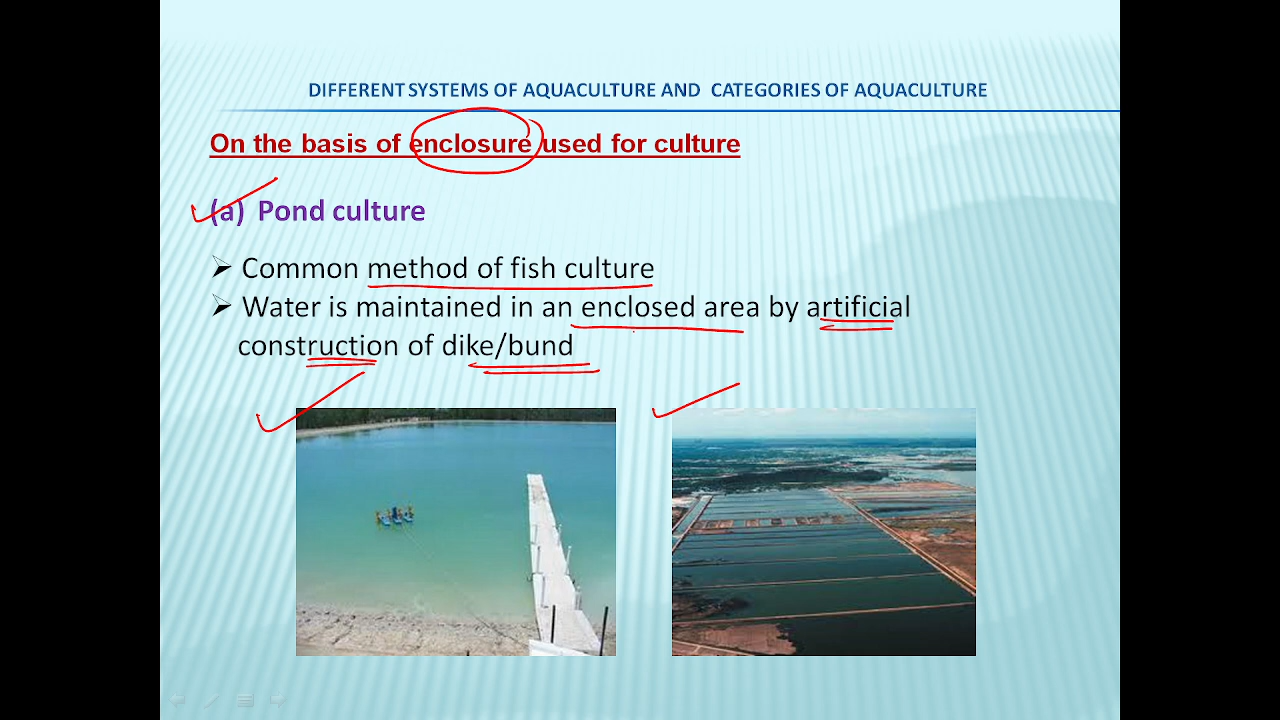 DIFFERENT SYSTEMS OF AQUACULTURE AND CATEGORIES OF AQUACULTURE
On the basis of enclosure used for culture
(a) Pond culture
➢ Common method of fish culture
➢ Water is maintained in an enclosed area by artificial
construction of dike/bund